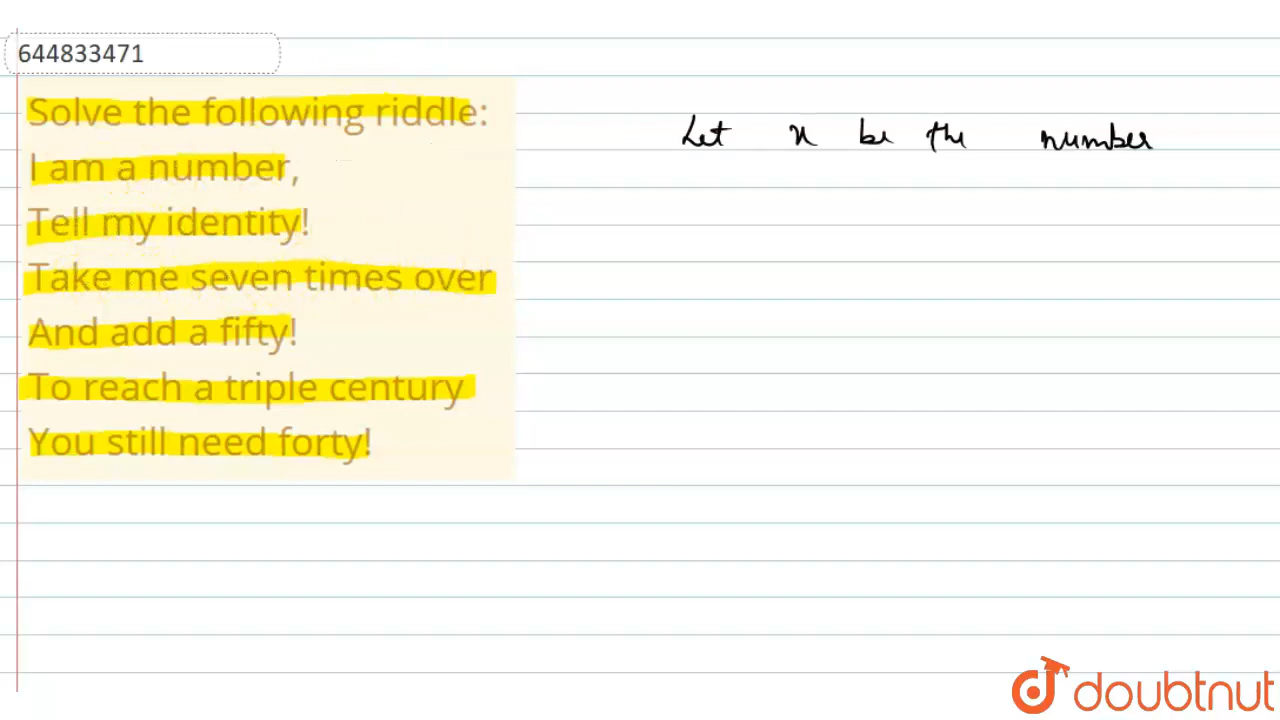 644833471
Solve the following riddle:
I am a number,
Tell my identity!
Take me seven times over
And add a fifty!
To reach a triple century
You still need forty!
Let x be the number
doubtnut